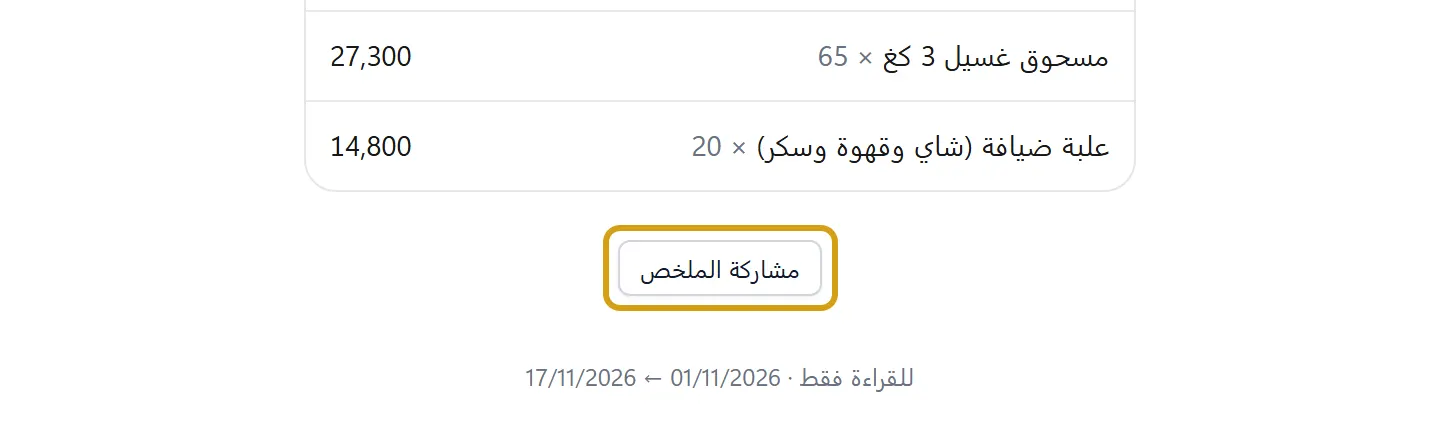 مسحوق غسيل 3 كغ × 65 27,300
علبة ضيافة (شاي وقهوة وسكر) × 20 14,800
مشاركة الملخص
للقراءة فقط · 01/11/2026 ← 17/11/2026